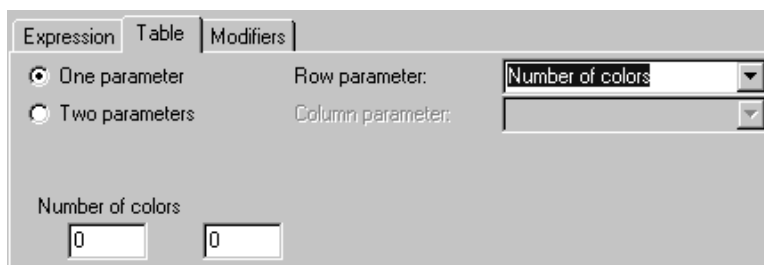 Expression Table Modifiers
One parameter Row parameter: Number of colors
Two parameters Column parameter:
Number of colors
0 0